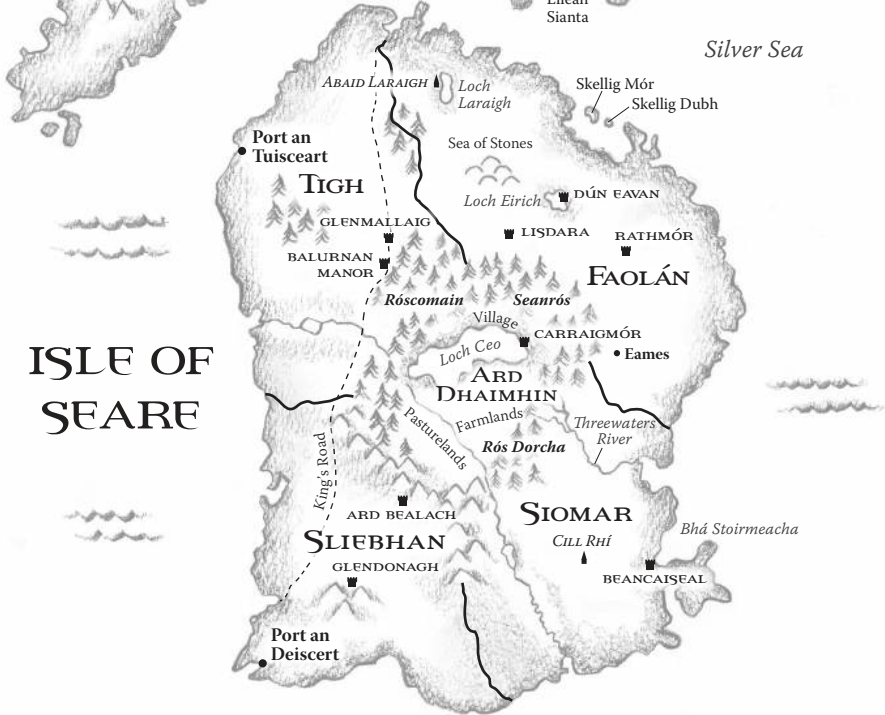 Eilean
Sianta
Silver Sea
Skellig Mór
Skellig Dubh
Abaid Laraigh
Loch
Laraigh
Port an
Tuisceart
Sea of Stones
Tigh
Loch Eirich
Dún Eavan
Glenmallaig
Lisdara
Rathmór
Balurnan
Manor
Faolán
Róscomain
Seanrós
Village
Carraigmór
Loch Ceo
Eames
Isle of
Seare
Ard
Dhaimhin
Pasturelands
Farmlands
Threewaters
River
King's Road
Rós Dorcha
Ard Bealach
Siomar
Bhá Stoirmeacha
Sliebhan
Cill Rhí
Glendonagh
Beancaiseal
Port an
Deiscert